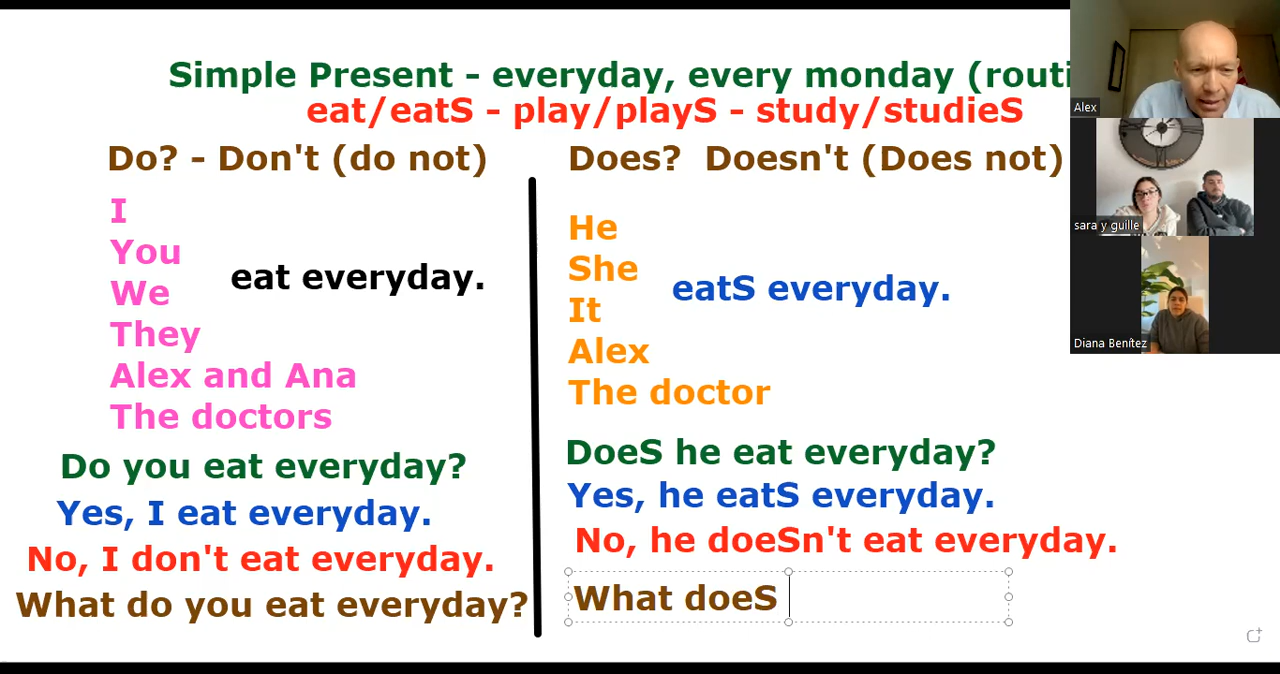 Simple Present - everyday, every monday (routi
eat/eatS - play/playS - study/studieS
Do? - Don't (do not)
I
You
We
They
Alex and Ana
The doctors
eat everyday.
Do you eat everyday?
Yes, I eat everyday.
No, I don't eat everyday.
What do you eat everyday?
Does? Doesn't (Does not)
He
She
It
Alex
The doctor
eatS everyday.
DoeS he eat everyday?
Yes, he eatS everyday.
No, he doeSn't eat everyday.
What doeS
Alex
sara y guille
Diana Benítez